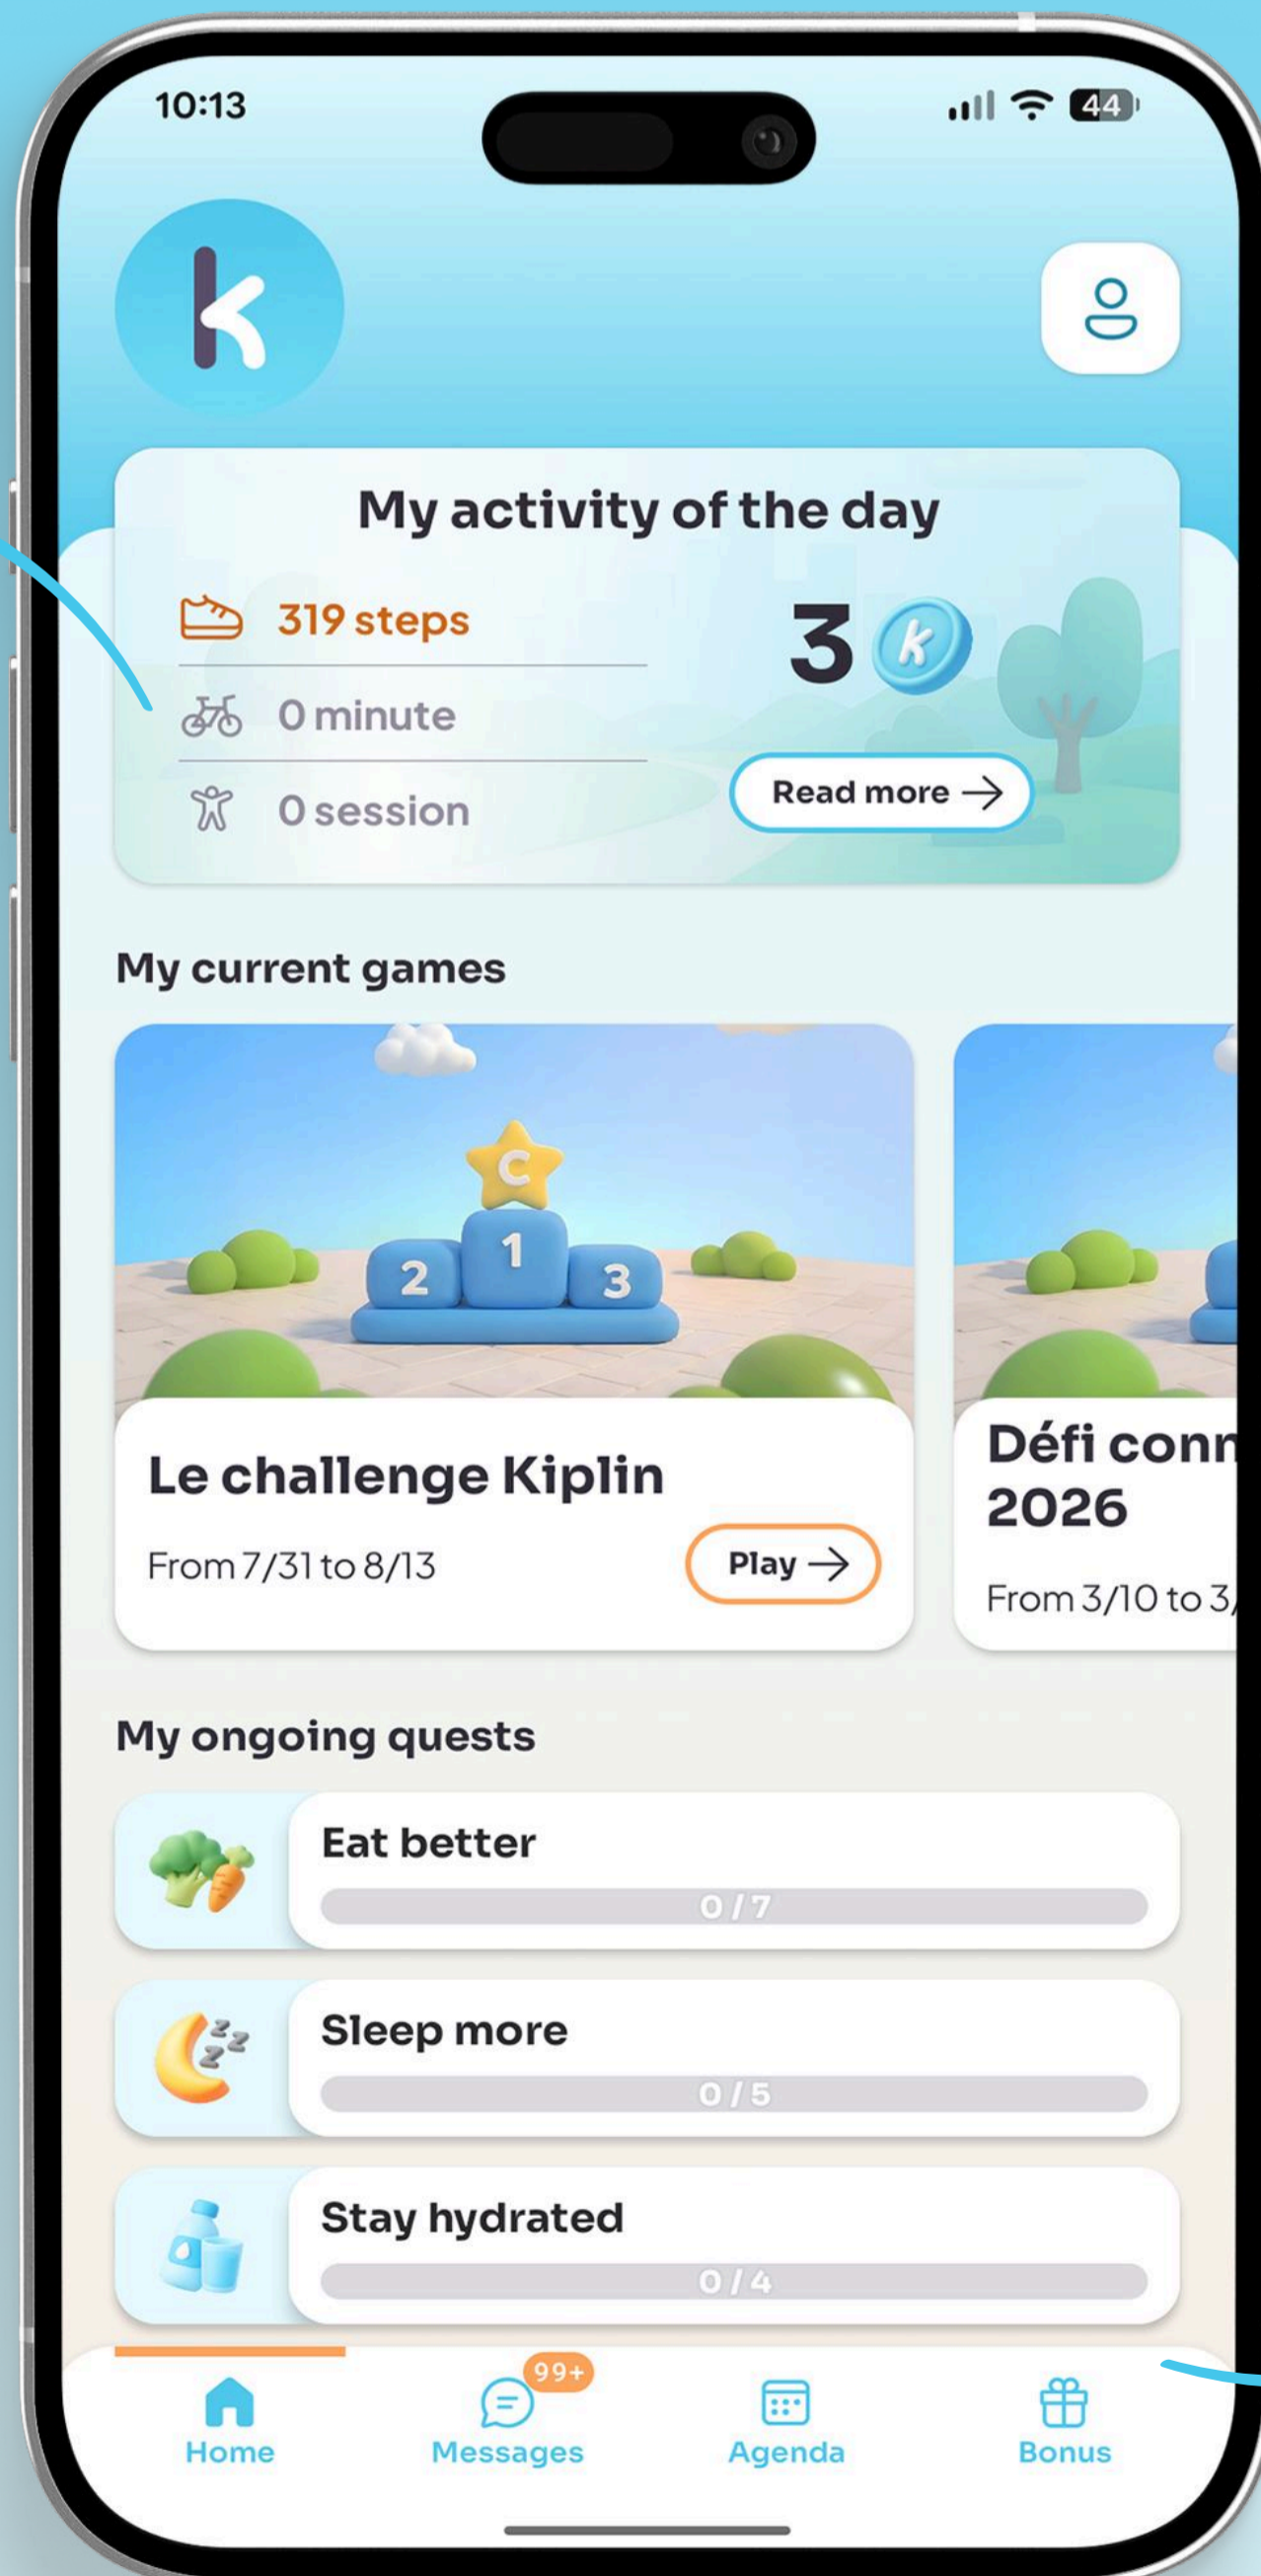 10:13
44
k
My activity of the day
319 steps
3 k
0 minute
0 session
Read more
My current games
C
1
2
3
Le challenge Kiplin
From 7/31 to 8/13
Play
Défi
2026
From 3/10 to
My ongoing quests
Eat better
0 / 7
Sleep more
zzz
0 / 5
Stay hydrated
0 / 4
99+
Home
Messages
Agenda
Bonus